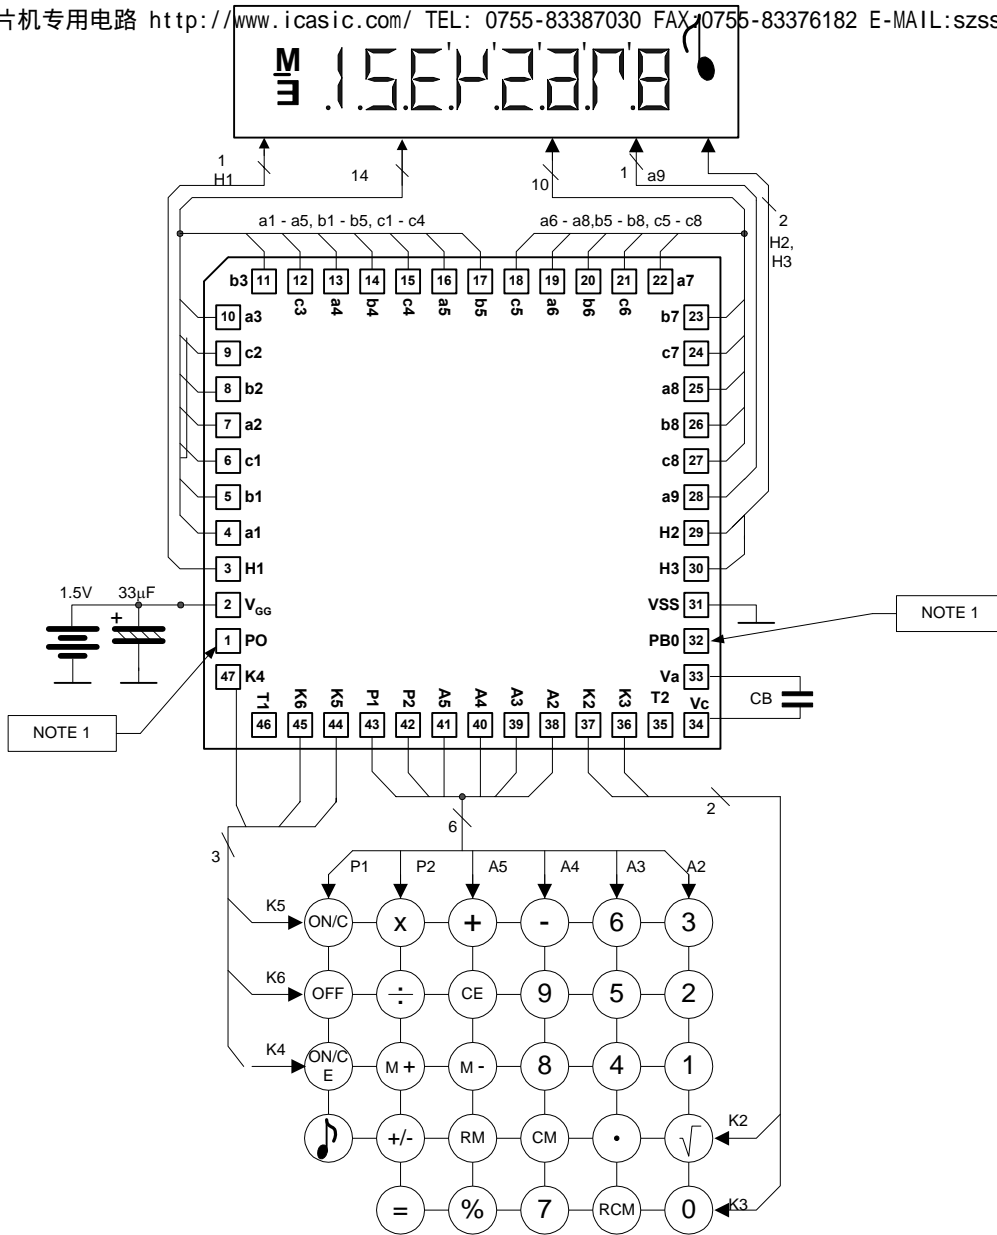 片机专用电路 http://www.icasic.com/ TEL: 0755-83387030 FAX:0755-83376182 E-MAIL:szss
M
E
1
H1
14
10
1
a9
2
H2,
H3
a1 - a5, b1 - b5, c1 - c4
a6 - a8,b5 - b8, c5 - c8
b3 11
12 c3
13 a4
14 b4
15 c4
16 a5
17 b5
18 c5
19 a6
20 b6
21 c6
22 a7
10 a3
9 c2
8 b2
7 a2
6 c1
5 b1
4 a1
3 H1
2 VGG
1 PO
47 K4
b7 23
c7 24
a8 25
b8 26
c8 27
a9 28
H2 29
H3 30
VSS 31
PB0 32
Va 33
Vc 34
1.5V
33μF
+
NOTE 1
NOTE 1
CB
T1 46
K6 45
K5 44
P1 43
P2 42
A5 41
A4 40
A3 39
A2 38
K2 37
K3 36
T2 35
3
6
2
P1 P2 A5 A4 A3 A2
K5 ON/C x + - 6 3
K6 OFF ÷ CE 9 5 2
K4 ON/C E M + M - 8 4 1
+/- RM CM • √ K2
= % 7 RCM 0 K3